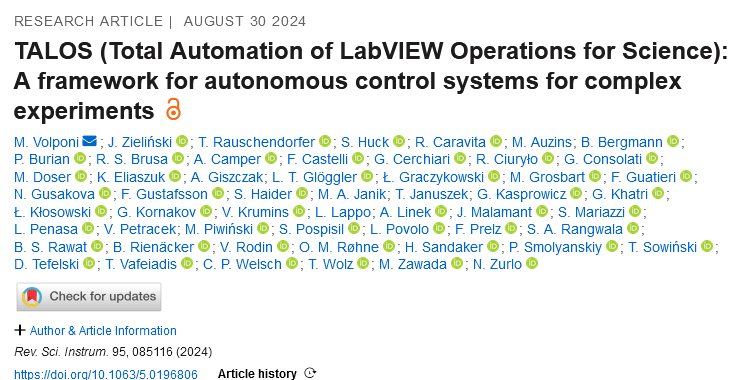 RESEARCH ARTICLE | AUGUST 30 2024
TALOS (Total Automation of LabVIEW Operations for Science):
A framework for autonomous control systems for complex
experiments
M. Volponi ; J. Zieliński ; T. Rauschendorfer ; S. Huck ; R. Caravita ; M. Auzins; B. Bergmann ;
P. Burian ; R. S. Brusa ; A. Camper ; F. Castelli ; G. Cerchiari ; R. Ciuryło ; G. Consolati ;
M. Doser ; K. Eliaszuk ; A. Giszczak; L. T. Glöggler ; Ł. Graczykowski ; M. Grosbart ; F. Guatieri ;
N. Gusakova ; F. Gustafsson ; S. Haider ; M. A. Janik; T. Januszek; G. Kasprowicz ; G. Khatri ;
Ł. Kłosowski ; G. Kornakov ; V. Krumins ; L. Lappo; A. Linek ; J. Malamant ; S. Mariazzi ;
L. Penasa ; V. Petracek; M. Piwiński ; S. Pospisil ; L. Povolo ; F. Prelz ; S. A. Rangwala ;
B. S. Rawat ; B. Rienäcker ; V. Rodin ; O. M. Røhne ; H. Sandaker ; P. Smolyanskiy ; T. Sowiński ;
D. Tefelski ; T. Vafeiadis ; C. P. Welsch ; T. Wolz ; M. Zawada ; N. Zurlo
Check for updates
+ Author & Article Information
Rev. Sci. Instrum. 95, 085116 (2024)
https://doi.org/10.1063/5.0196806 Article history